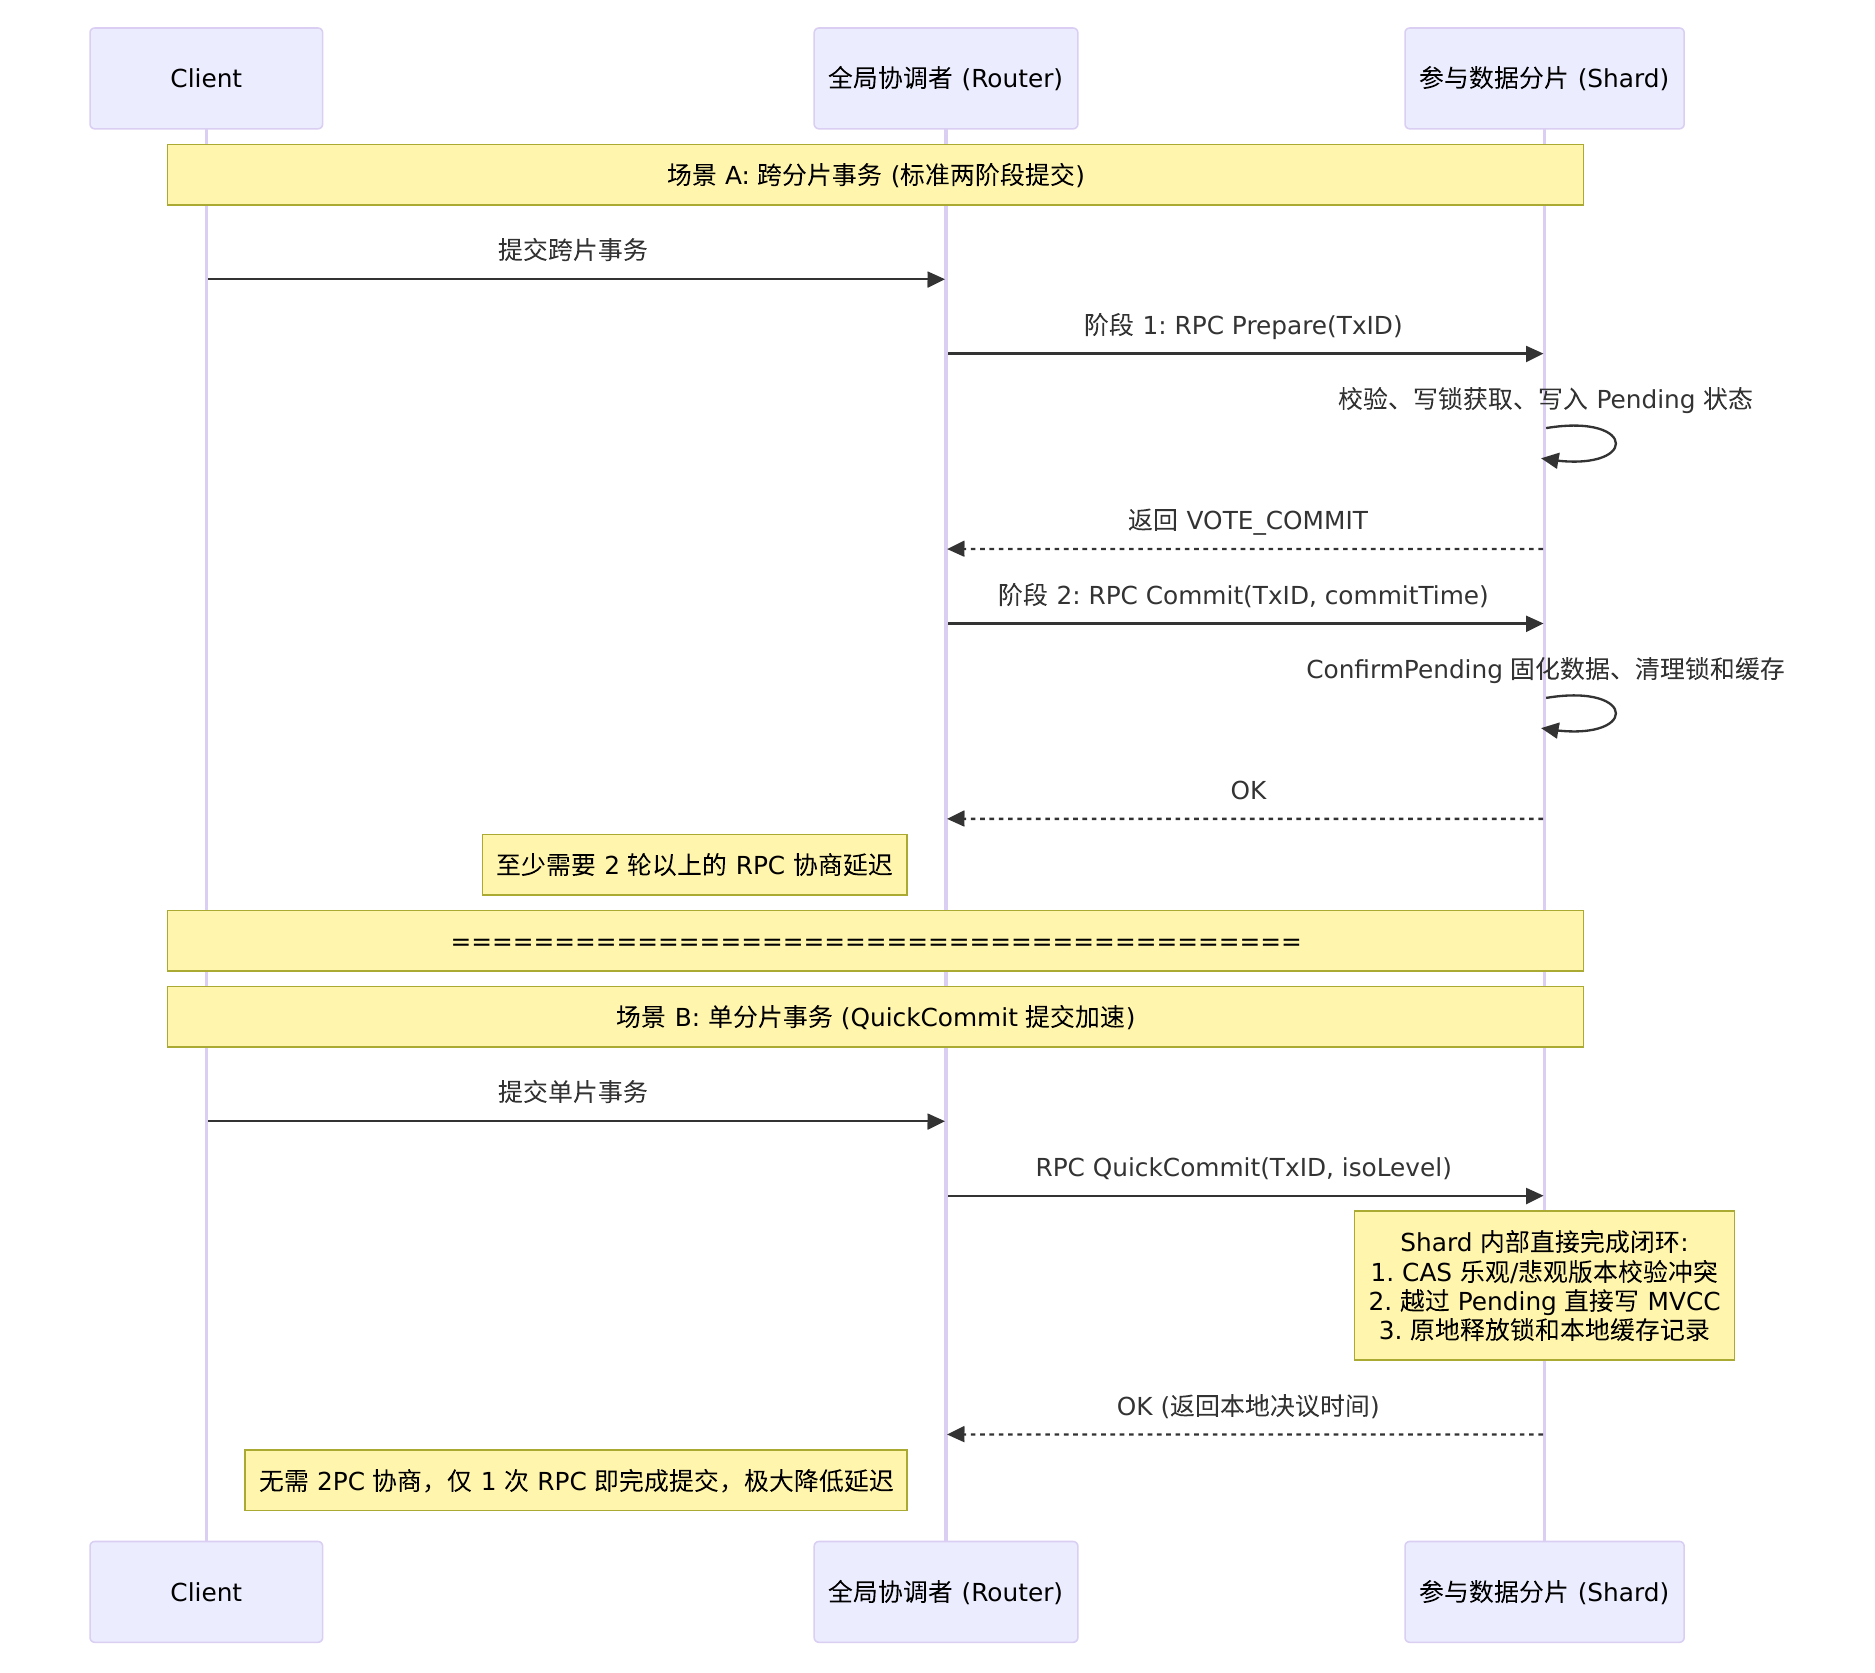 Client
全局协调者 (Router)
参与数据分片 (Shard)
场景 A: 跨分片事务 (标准两阶段提交)
提交跨片事务
阶段 1: RPC Prepare(TxID)
校验、写锁获取、写入 Pending 状态
返回 VOTE_COMMIT
阶段 2: RPC Commit(TxID, commitTime)
ConfirmPending 固化数据、清理锁和缓存
OK
至少需要 2 轮以上的 RPC 协商延迟
=========================================
场景 B: 单分片事务 (QuickCommit 提交加速)
提交单片事务
RPC QuickCommit(TxID, isoLevel)
Shard 内部直接完成闭环:
1. CAS 乐观/悲观版本校验冲突
2. 越过 Pending 直接写 MVCC
3. 原地释放锁和本地缓存记录
OK (返回本地决议时间)
无需 2PC 协商，仅 1 次 RPC 即完成提交，极大降低延迟
Client
全局协调者 (Router)
参与数据分片 (Shard)